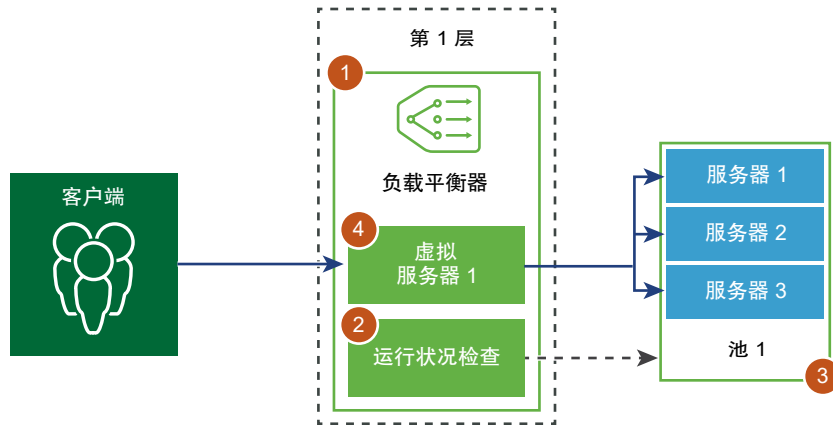 第 1 层
1
负载平衡器
客户端
4
虚拟
服务器 1
2
运行状况检查
服务器 1
服务器 2
服务器 3
池 1
3